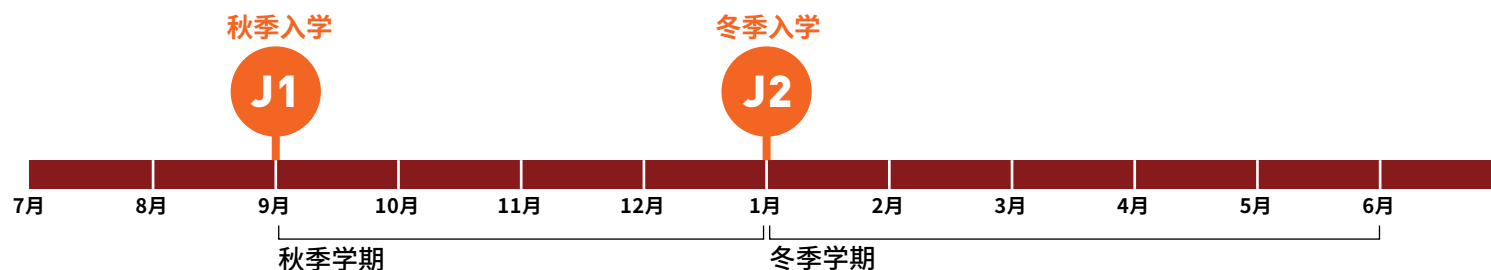 秋季入学 冬季入学
J1 J2
7月 8月 9月 10月 11月 12月 1月 2月 3月 4月 5月 6月
秋季学期 冬季学期